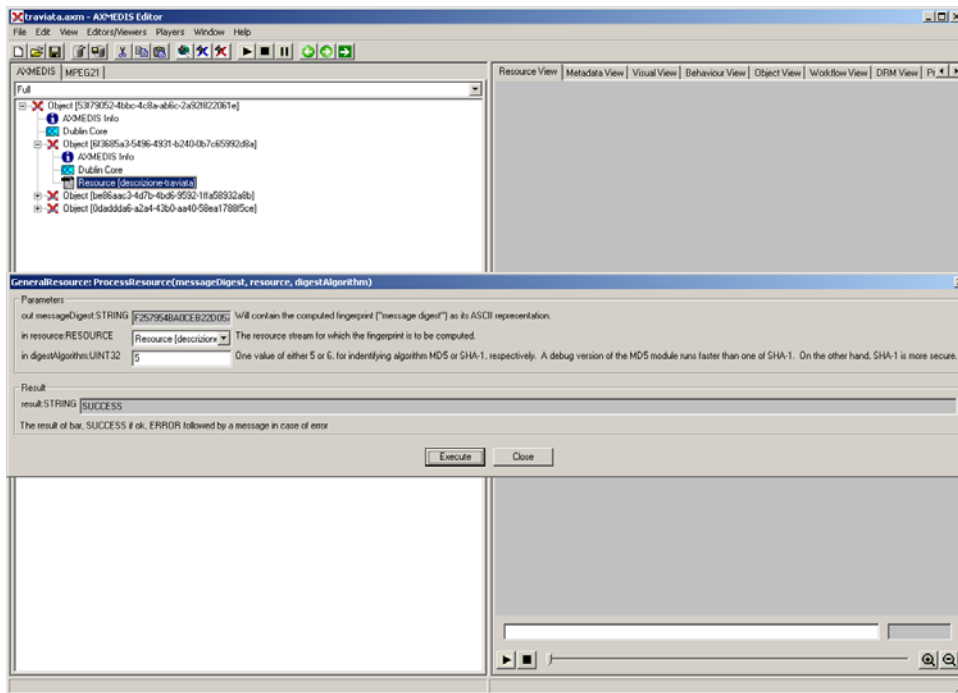 traviata.axm - AXMEDIS Editor
File Edit View Editors/Viewers Players Window Help
AXMEDIS MPEG21
Resource View Metadata View Visual View Behaviour View Object View Workflow View DRM View
Full
Object [53f79052-4bbc-4c8a-ab6c-2a92f822061e]
AXMEDIS Info
Dublin Core
Object [6f3685a3-5496-4931-b240-0b7c65992d8a]
AXMEDIS Info
Dublin Core
Resource [descrizione-traviata]
Object [be86aac3-4d7b-4bd6-9592-1ffa58932a8b]
Object [0daddda6-a2a4-43b0-aa40-58ea1788f5ce]
GeneralResource: ProcessResource(messageDigest, resource, digestAlgorithm)
Parameters
out messageDigest:STRING F257954BA0CEB22D057 Will contain the computed fingerprint ("message digest") as its ASCII representation.
in resource:RESOURCE Resource [descrizion The resource stream for which the fingerprint is to be computed.
in digestAlgorithm:UINT32 5 One value of either 5 or 6, for indentifying algorithm MD5 or SHA-1, respectively. A debug version of the MD5 module runs faster than one of SHA-1. On the other hand, SHA-1 is more secure.
Result
result:STRING SUCCESS
The result of bar, SUCCESS if ok, ERROR followed by a message in case of error
Execute Close